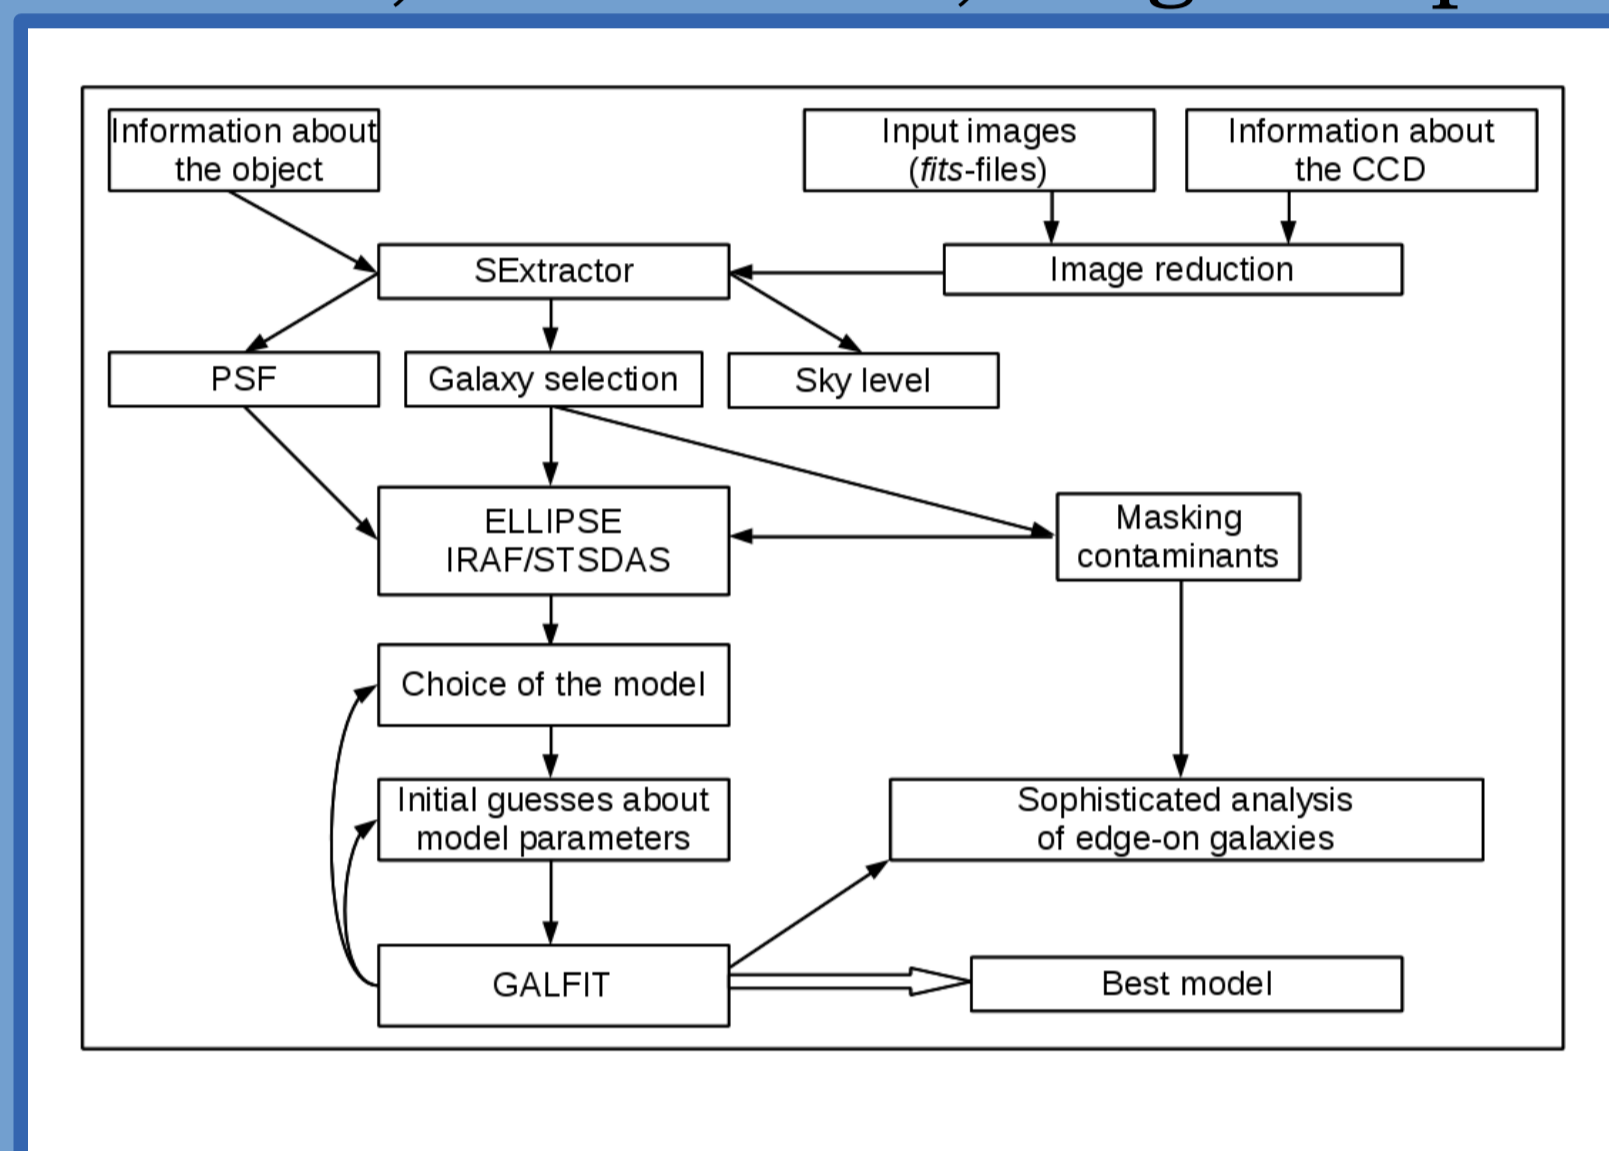 Information about
the object
Input images
(fits-files)
Information about
the CCD
SExtractor
Image reduction
PSF
Galaxy selection
Sky level
ELLIPSE
IRAF/STSDAS
Masking
contaminants
Choice of the model
Initial guesses about
model parameters
Sophisticated analysis
of edge-on galaxies
GALFIT
Best model